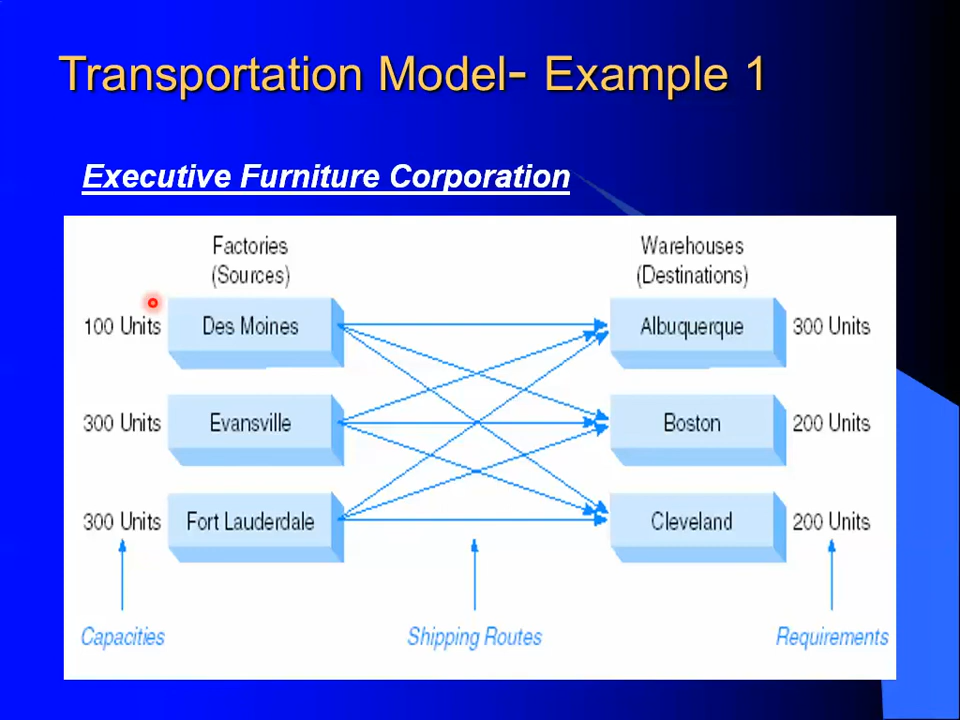 Transportation Model- Example 1
Executive Furniture Corporation
Factories
(Sources)
Warehouses
(Destinations)
100 Units Des Moines Albuquerque 300 Units
300 Units Evansville Boston 200 Units
300 Units Fort Lauderdale Cleveland 200 Units
Capacities Shipping Routes Requirements